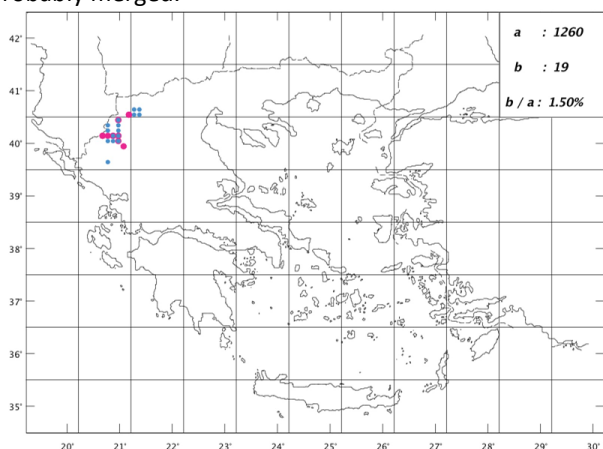 robably merged.
a : 1260
b : 19
b / a : 1.50%
42'
41'
40'
39'
38'
37'
36'
35'
20' 21' 22' 23' 24' 25' 26' 27' 28' 29' 30'